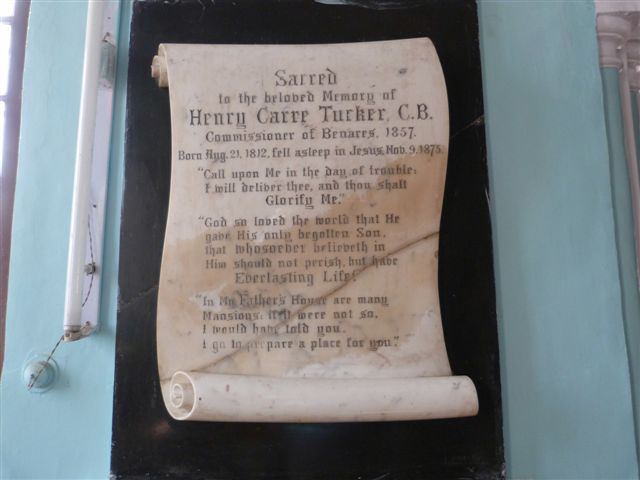 Sacred
to the beloved Memory of
Henry Carre Tucker, C.B.
Commissioner of Benares, 1857.
Born Aug. 21, 1812, fell asleep in Jesus, Nov. 9, 1875.
"Call upon Me in the day of trouble:
I will deliver thee, and thou shalt
Glorify Me."
"God so loved the world that He
gave His only begotten Son,
that whosoever believeth in
Him should not perish, but have
Everlasting Life."
"In My Father's House are many
Mansions: if it were not so,
I would have told you.
I go to prepare a place for you."